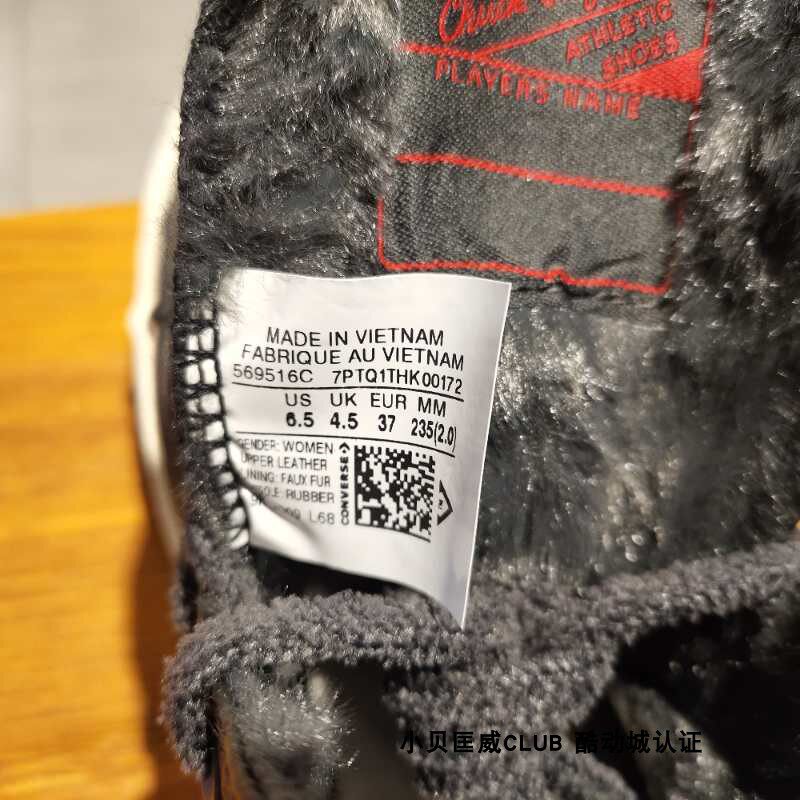 Chuck
ATHLETIC
SHOES
PLAYERS NAME
MADE IN VIETNAM
FABRIQUE AU VIETNAM
569516C 7PTQ1THK00172
US UK EUR MM
6.5 4.5 37 235(2.0)
GENDER: WOMEN
UPPER LEATHER
LINING: FAUX FUR
SOLE: RUBBER
L68
CONVERSE
小贝匡威CLUB 酷动城认证